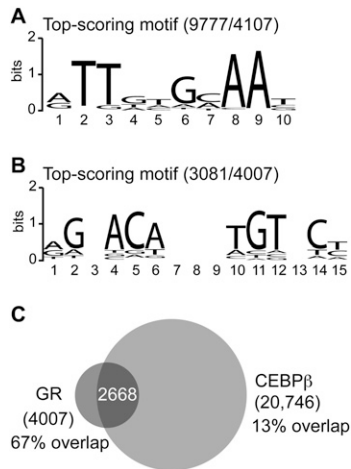 A
Top-scoring motif (9777/4107)
2
1
0
bits
A T T G T G C A A T
G C A C A C
1 2 3 4 5 6 7 8 9 10
B
Top-scoring motif (3081/4007)
2
1
0
bits
A G A C A T G T C T
1 2 3 4 5 6 7 8 9 10 11 12 13 14 15
C
GR
(4007)
67% overlap
2668
CEBPβ
(20,746)
13% overlap